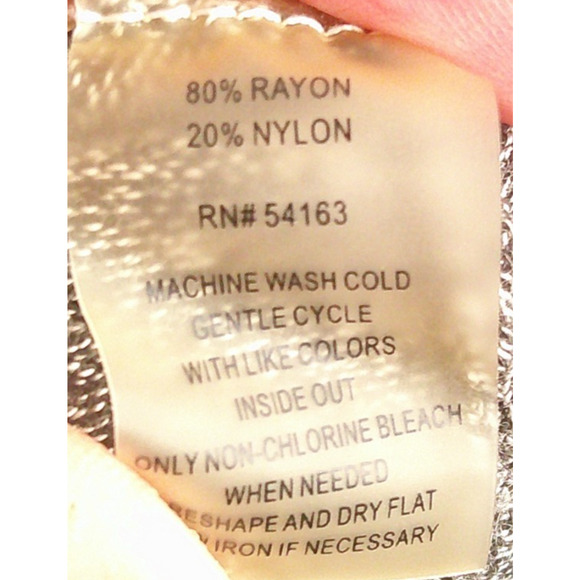 80% RAYON
20% NYLON
RN# 54163
MACHINE WASH COLD
GENTLE CYCLE
WITH LIKE COLORS
INSIDE OUT
ONLY NON-CHLORINE BLEACH
WHEN NEEDED
RESHAPE AND DRY FLAT
IRON IF NECESSARY